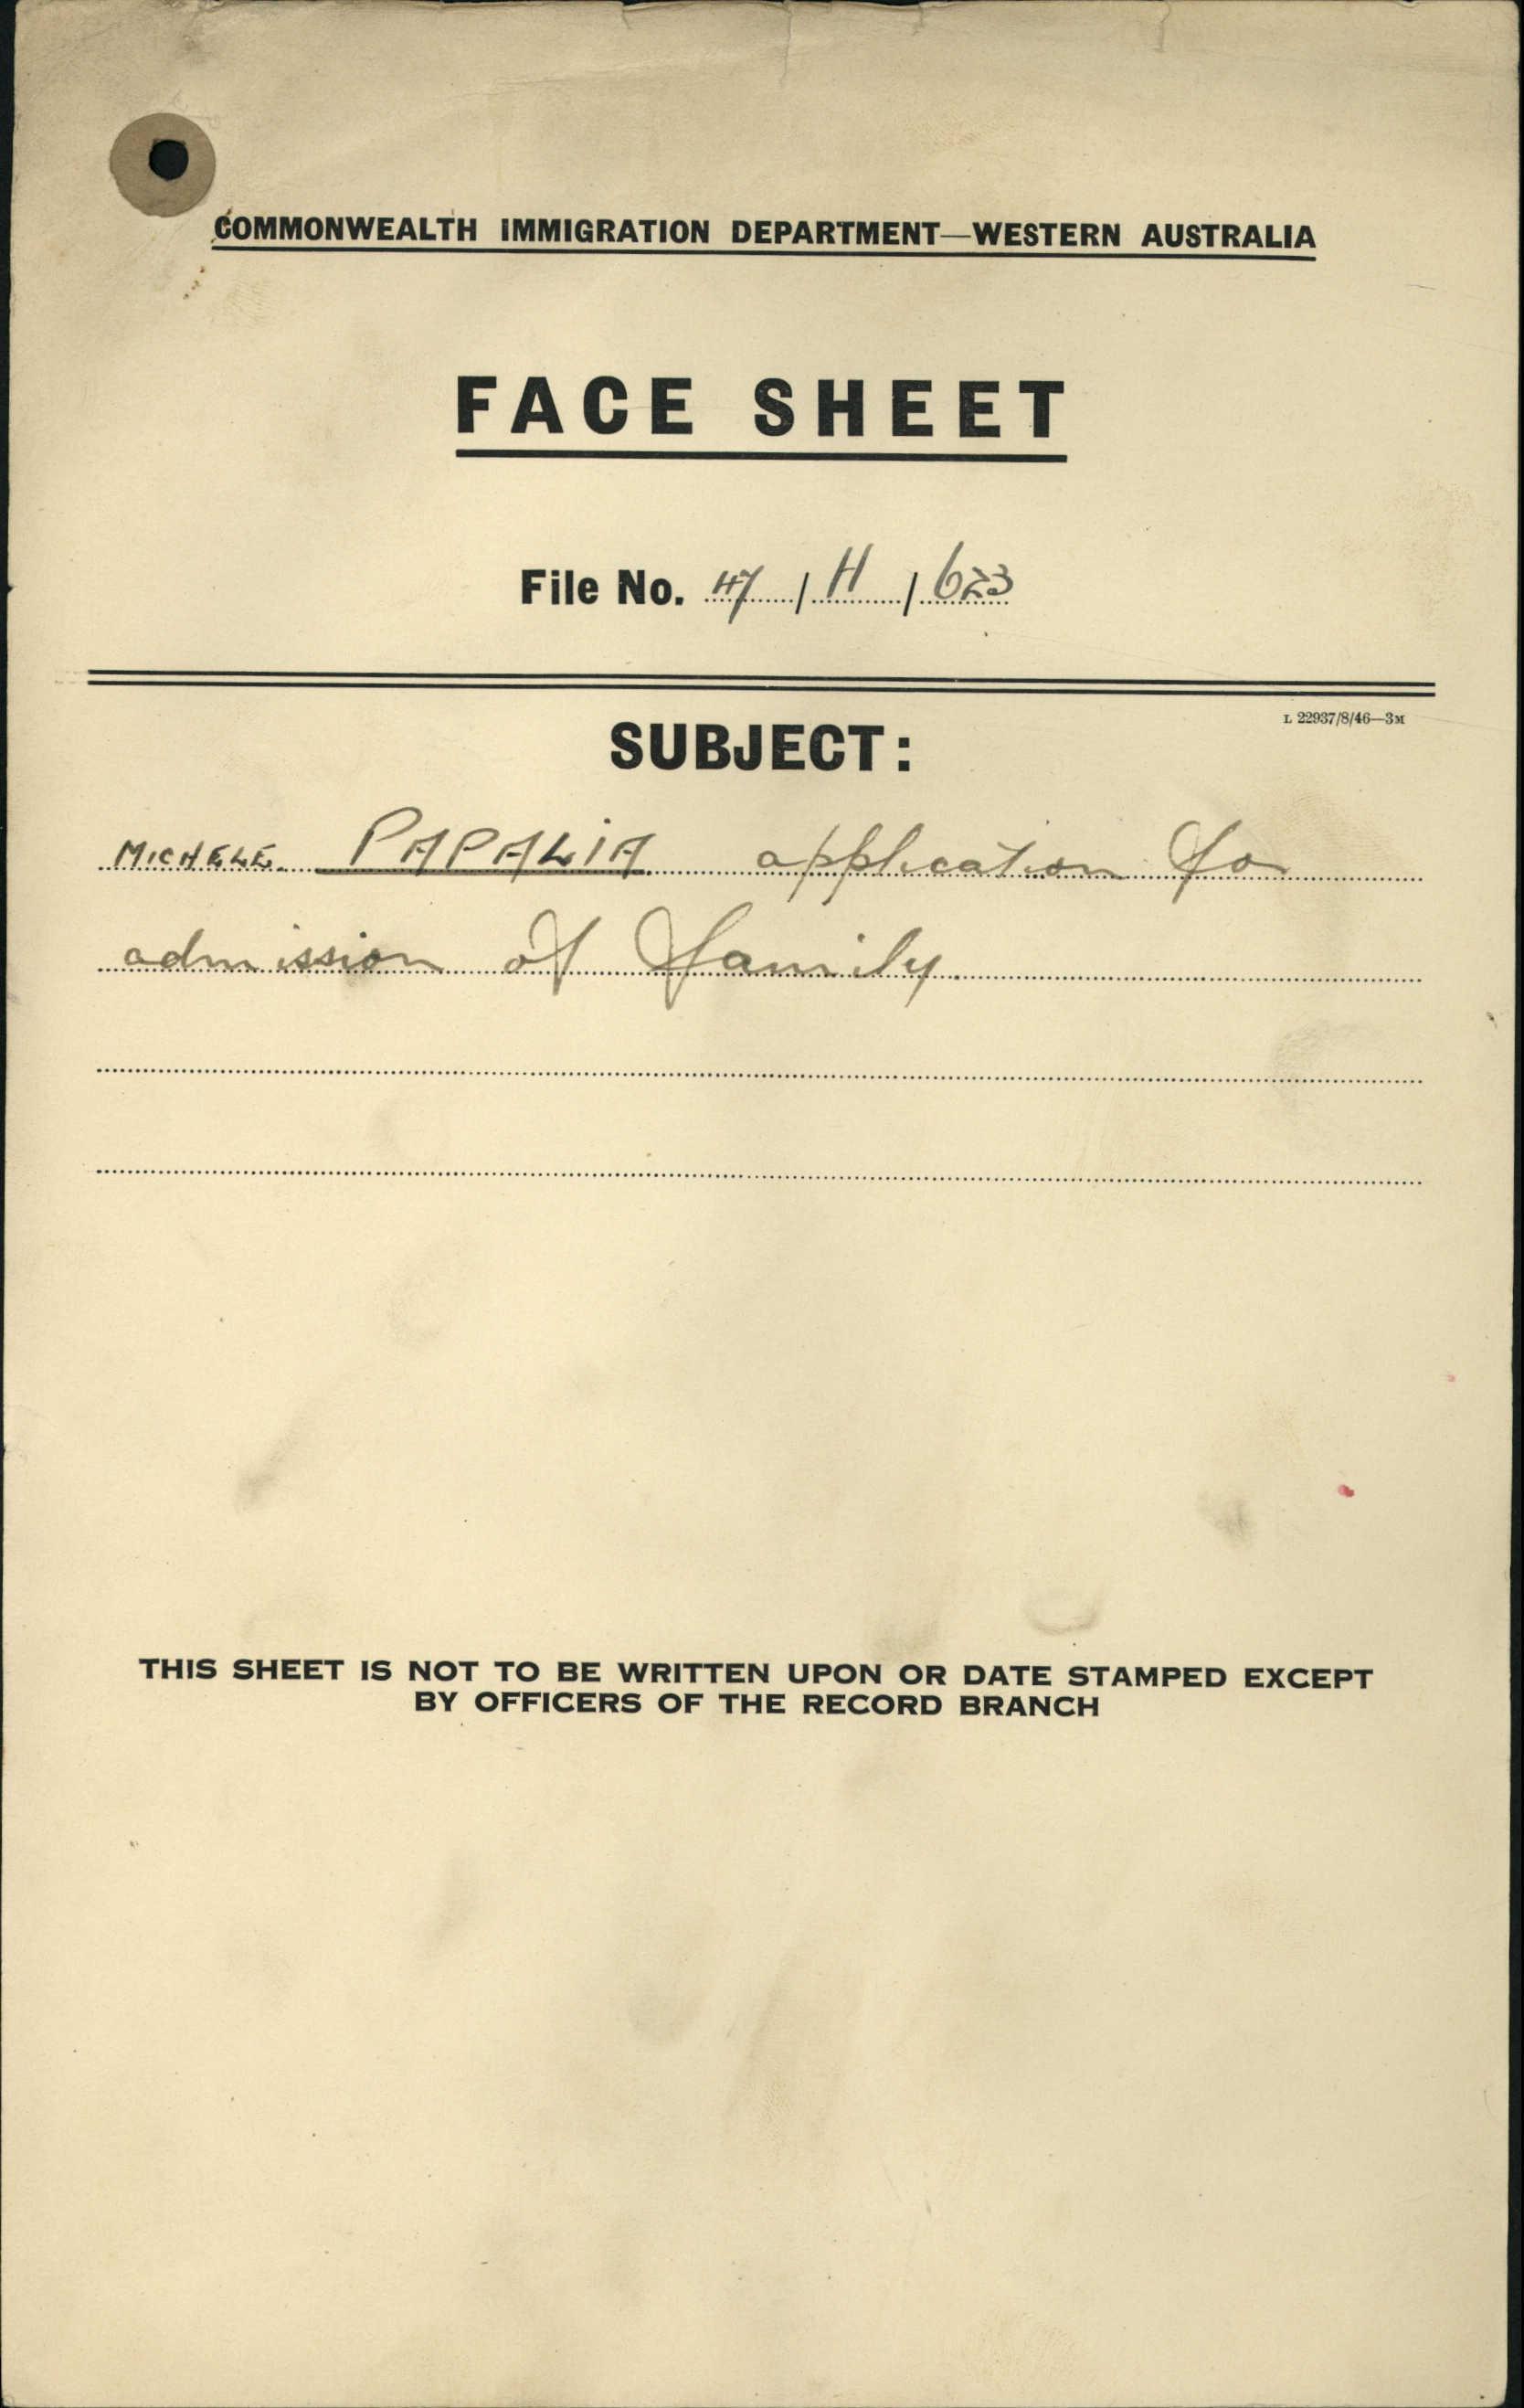 COMMONWEALTH IMMIGRATION DEPARTMENT—WESTERN AUSTRALIA
FACE SHEET
File No. 47 / H / 623
L 22937/8/46—3M
SUBJECT:
MICHELE PAPALIA application for
admission of family.
THIS SHEET IS NOT TO BE WRITTEN UPON OR DATE STAMPED EXCEPT
BY OFFICERS OF THE RECORD BRANCH